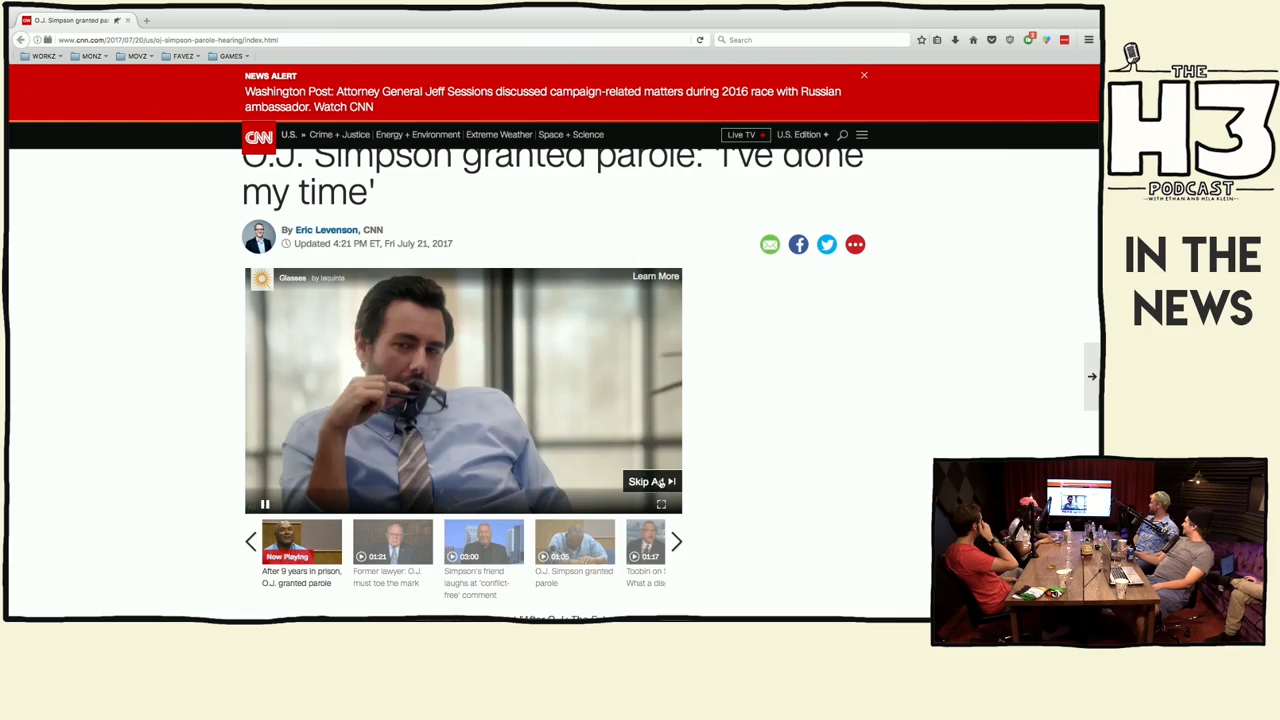 O.J. Simpson granted par
www.cnn.com/2017/07/20/us/oj-simpson-parole-hearing/index.html
Search
WORKZ
MONZ
MOVZ
FAVEZ
GAMES
NEWS ALERT
Washington Post: Attorney General Jeff Sessions discussed campaign-related matters during 2016 race with Russian
ambassador. Watch CNN
CNN
U.S. » Crime + Justice | Energy + Environment | Extreme Weather | Space + Science
Live TV
U.S. Edition +
O.J. Simpson granted parole: 'I've done
my time'
By Eric Levenson, CNN
Updated 4:21 PM ET, Fri July 21, 2017
Glasses by laquinta
Learn More
Skip Ad
Now Playing
01:21
03:00
01:05
01:17
After 9 years in prison,
O.J. granted parole
Former lawyer: O.J.
must toe the mark
Simpson's friend
laughs at 'conflict-
free' comment
O.J. Simpson granted
parole
Toobin on
What a dis
THE
H3
PODCAST
WITH ETHAN AND HILA KLEIN
IN THE
NEWS